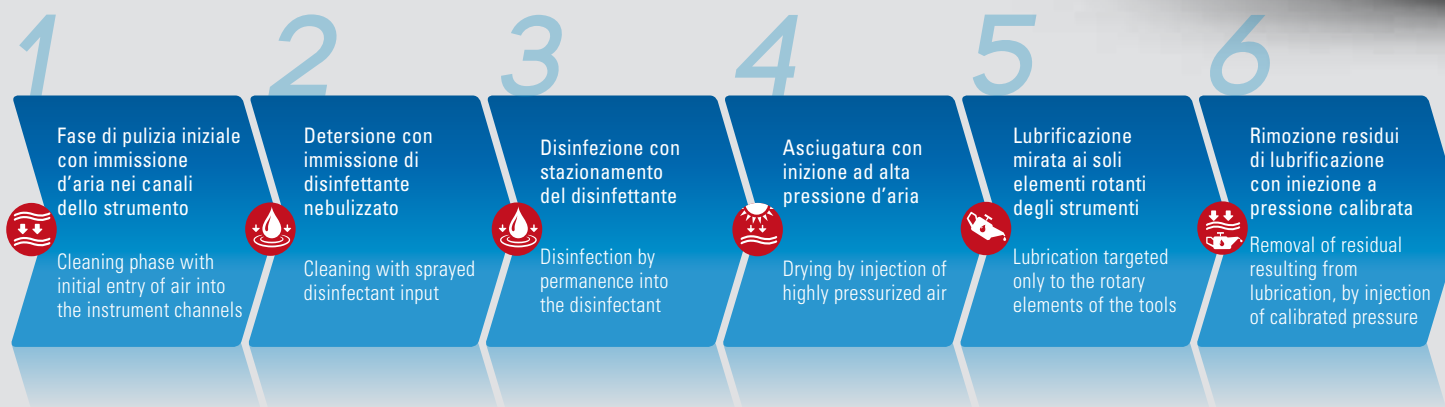 1
Fase di pulizia iniziale
con immissione
d'aria nei canali
dello strumento
Cleaning phase with
initial entry of air into
the instrument channels
2
Detersione con
immissione di
disinfettante
nebulizzato
Cleaning with sprayed
disinfectant input
3
Disinfezione con
stazionamento
del disinfettante
Disinfection by
permanence into
the disinfectant
4
Asciugatura con
inizione ad alta
pressione d'aria
Drying by injection of
highly pressurized air
5
Lubrificazione
mirata ai soli
elementi rotanti
degli strumenti
Lubrication targeted
only to the rotary
elements of the tools
6
Rimozione residui
di lubrificazione
con iniezione a
pressione calibrata
Removal of residual
resulting from
lubrication, by injection
of calibrated pressure